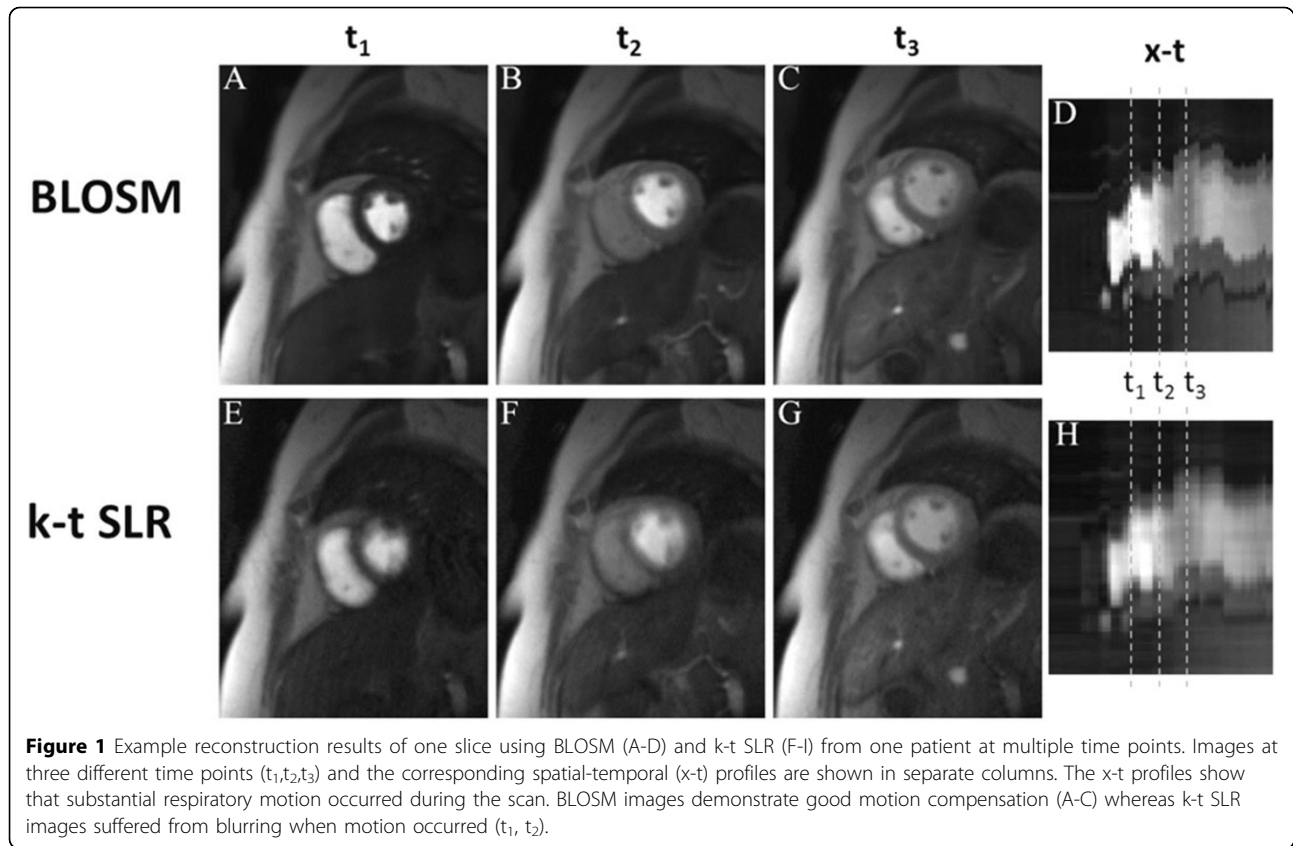 t₁ t₂ t₃ x-t
BLOSM
A B C D
t₁ t₂ t₃
k-t SLR
E F G H
Figure 1 Example reconstruction results of one slice using BLOSM (A-D) and k-t SLR (F-I) from one patient at multiple time points. Images at
three different time points (t₁,t₂,t₃) and the corresponding spatial-temporal (x-t) profiles are shown in separate columns. The x-t profiles show
that substantial respiratory motion occurred during the scan. BLOSM images demonstrate good motion compensation (A-C) whereas k-t SLR
images suffered from blurring when motion occurred (t₁, t₂).